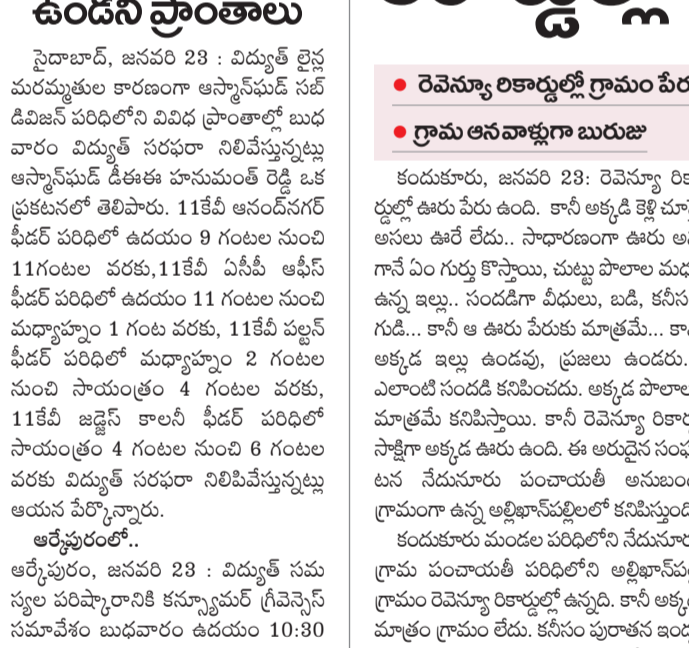 ఉండని ప్రాంతాలు
సైదాబాద్, జనవరి 23 : విద్యుత్ లైన్ల
మరమ్మతుల కారణంగా ఆస్మాన్‌ఘడ్ సబ్
డివిజన్ పరిధిలోని వివిధ ప్రాంతాల్లో బుధ
వారం విద్యుత్ సరఫరా నిలివేస్తున్నట్లు
ఆస్మాన్‌ఘడ్ డీఈఈ హనుమంత్ రెడ్డి ఒక
ప్రకటనలో తెలిపారు. 11కేవీ ఆనంద్‌నగర్
ఫీడర్ పరిధిలో ఉదయం 9 గంటల నుంచి
11గంటల వరకు,11కేవీ ఏసీపీ ఆఫీస్
ఫీడర్ పరిధిలో ఉదయం 11 గంటల నుంచి
మధ్యాహ్నం 1 గంట వరకు, 11కేవీ పల్టన్
ఫీడర్ పరిధిలో మధ్యాహ్నం 2 గంటల
నుంచి సాయంత్రం 4 గంటల వరకు,
11కేవీ జడ్జెస్ కాలనీ ఫీడర్ పరిధిలో
సాయంత్రం 4 గంటల నుంచి 6 గంటల
వరకు విద్యుత్ సరఫరా నిలిపివేస్తున్నట్లు
ఆయన పేర్కొన్నారు.
ఆర్కేపురంలో..
ఆర్కేపురం, జనవరి 23 : విద్యుత్ సమ
స్యల పరిష్కారానికి కన్స్యూమర్ గ్రీవెన్సెస్
సమావేశం బుధవారం ఉదయం 10:30
• రెవెన్యూ రికార్డుల్లో గ్రామం పేరు
• గ్రామ ఆనవాళ్లుగా బురుజు
కందుకూరు, జనవరి 23: రెవెన్యూ రిక
ర్డుల్లో ఊరు పేరు ఉంది. కానీ అక్కడి కెళ్లి
అసలు ఊరే లేదు.. సాధారణంగా ఊరు
గానే ఏం గుర్తు కొస్తాయి, చుట్టు పొలాల మధ
ఉన్న ఇల్లు.. సందడిగా వీధులు, బడి, కనీస
గుడి... కానీ ఆ ఊరు పేరుకు మాత్రమే...
అక్కడ ఇల్లు ఉండవు, ప్రజలు ఉండరు.
ఎలాంటి సందడి కనిపించదు. అక్కడ పొలాల
మాత్రమే కనిపిస్తాయి. కానీ రెవెన్యూ రికార
సాక్షిగా అక్కడ ఊరు ఉంది. ఈ అరుదైన సంఘ
టన నేదునూరు పంచాయతీ అనుబం
గ్రామంగా ఉన్న అల్లిఖాన్‌పల్లిలో కనిపిస్తుంది
కందుకూరు మండల పరిధిలోని నేదునూర
గ్రామ పంచాయతీ పరిధిలోని అల్లిఖాన్‌ప
గ్రామం రెవెన్యూ రికార్డుల్లో ఉన్నది. కానీ అక్క
మాత్రం గ్రామం లేదు. కనీసం పురాతన